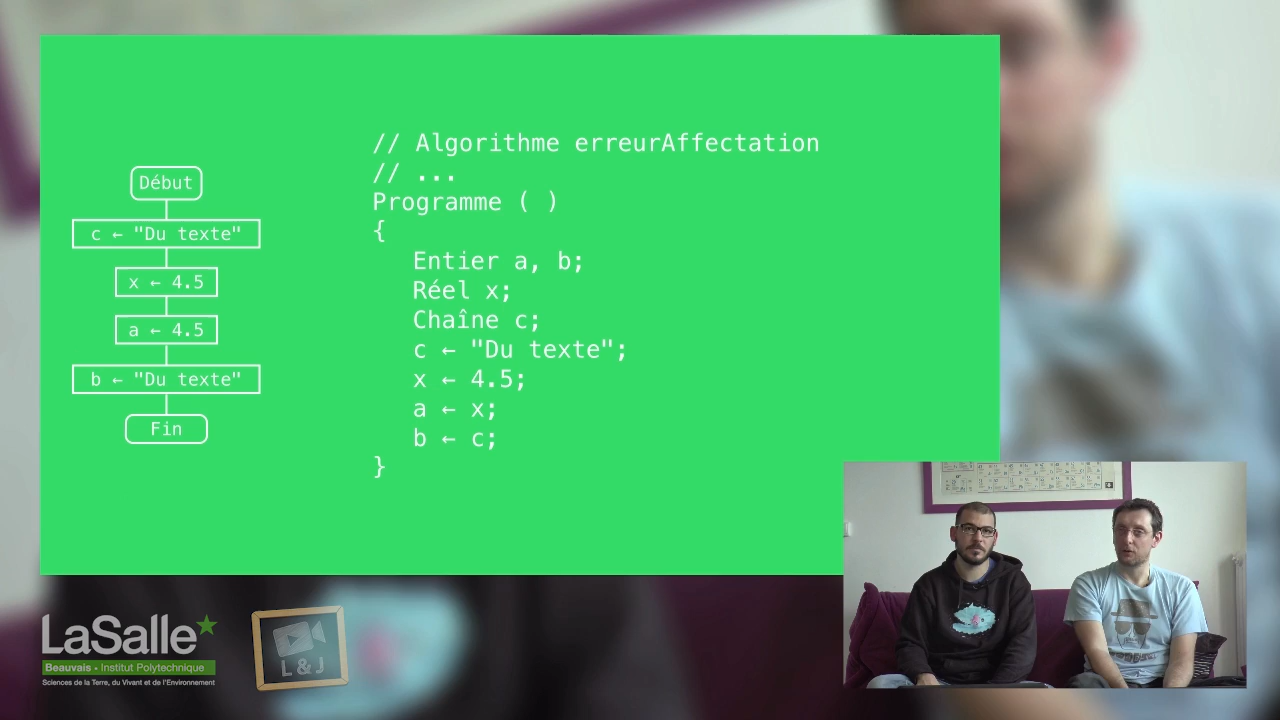 // Algorithme erreurAffectation
// ...
Programme ( )
{
Entier a, b;
Réel x;
Chaîne c;
c ← "Du texte";
x ← 4.5;
a ← x;
b ← c;
}
Début
c ← "Du texte"
x ← 4.5
a ← 4.5
b ← "Du texte"
Fin
LaSalle
Beauvais • Institut Polytechnique
Sciences de la Terre, du Vivant et de l'Environnement
L & J